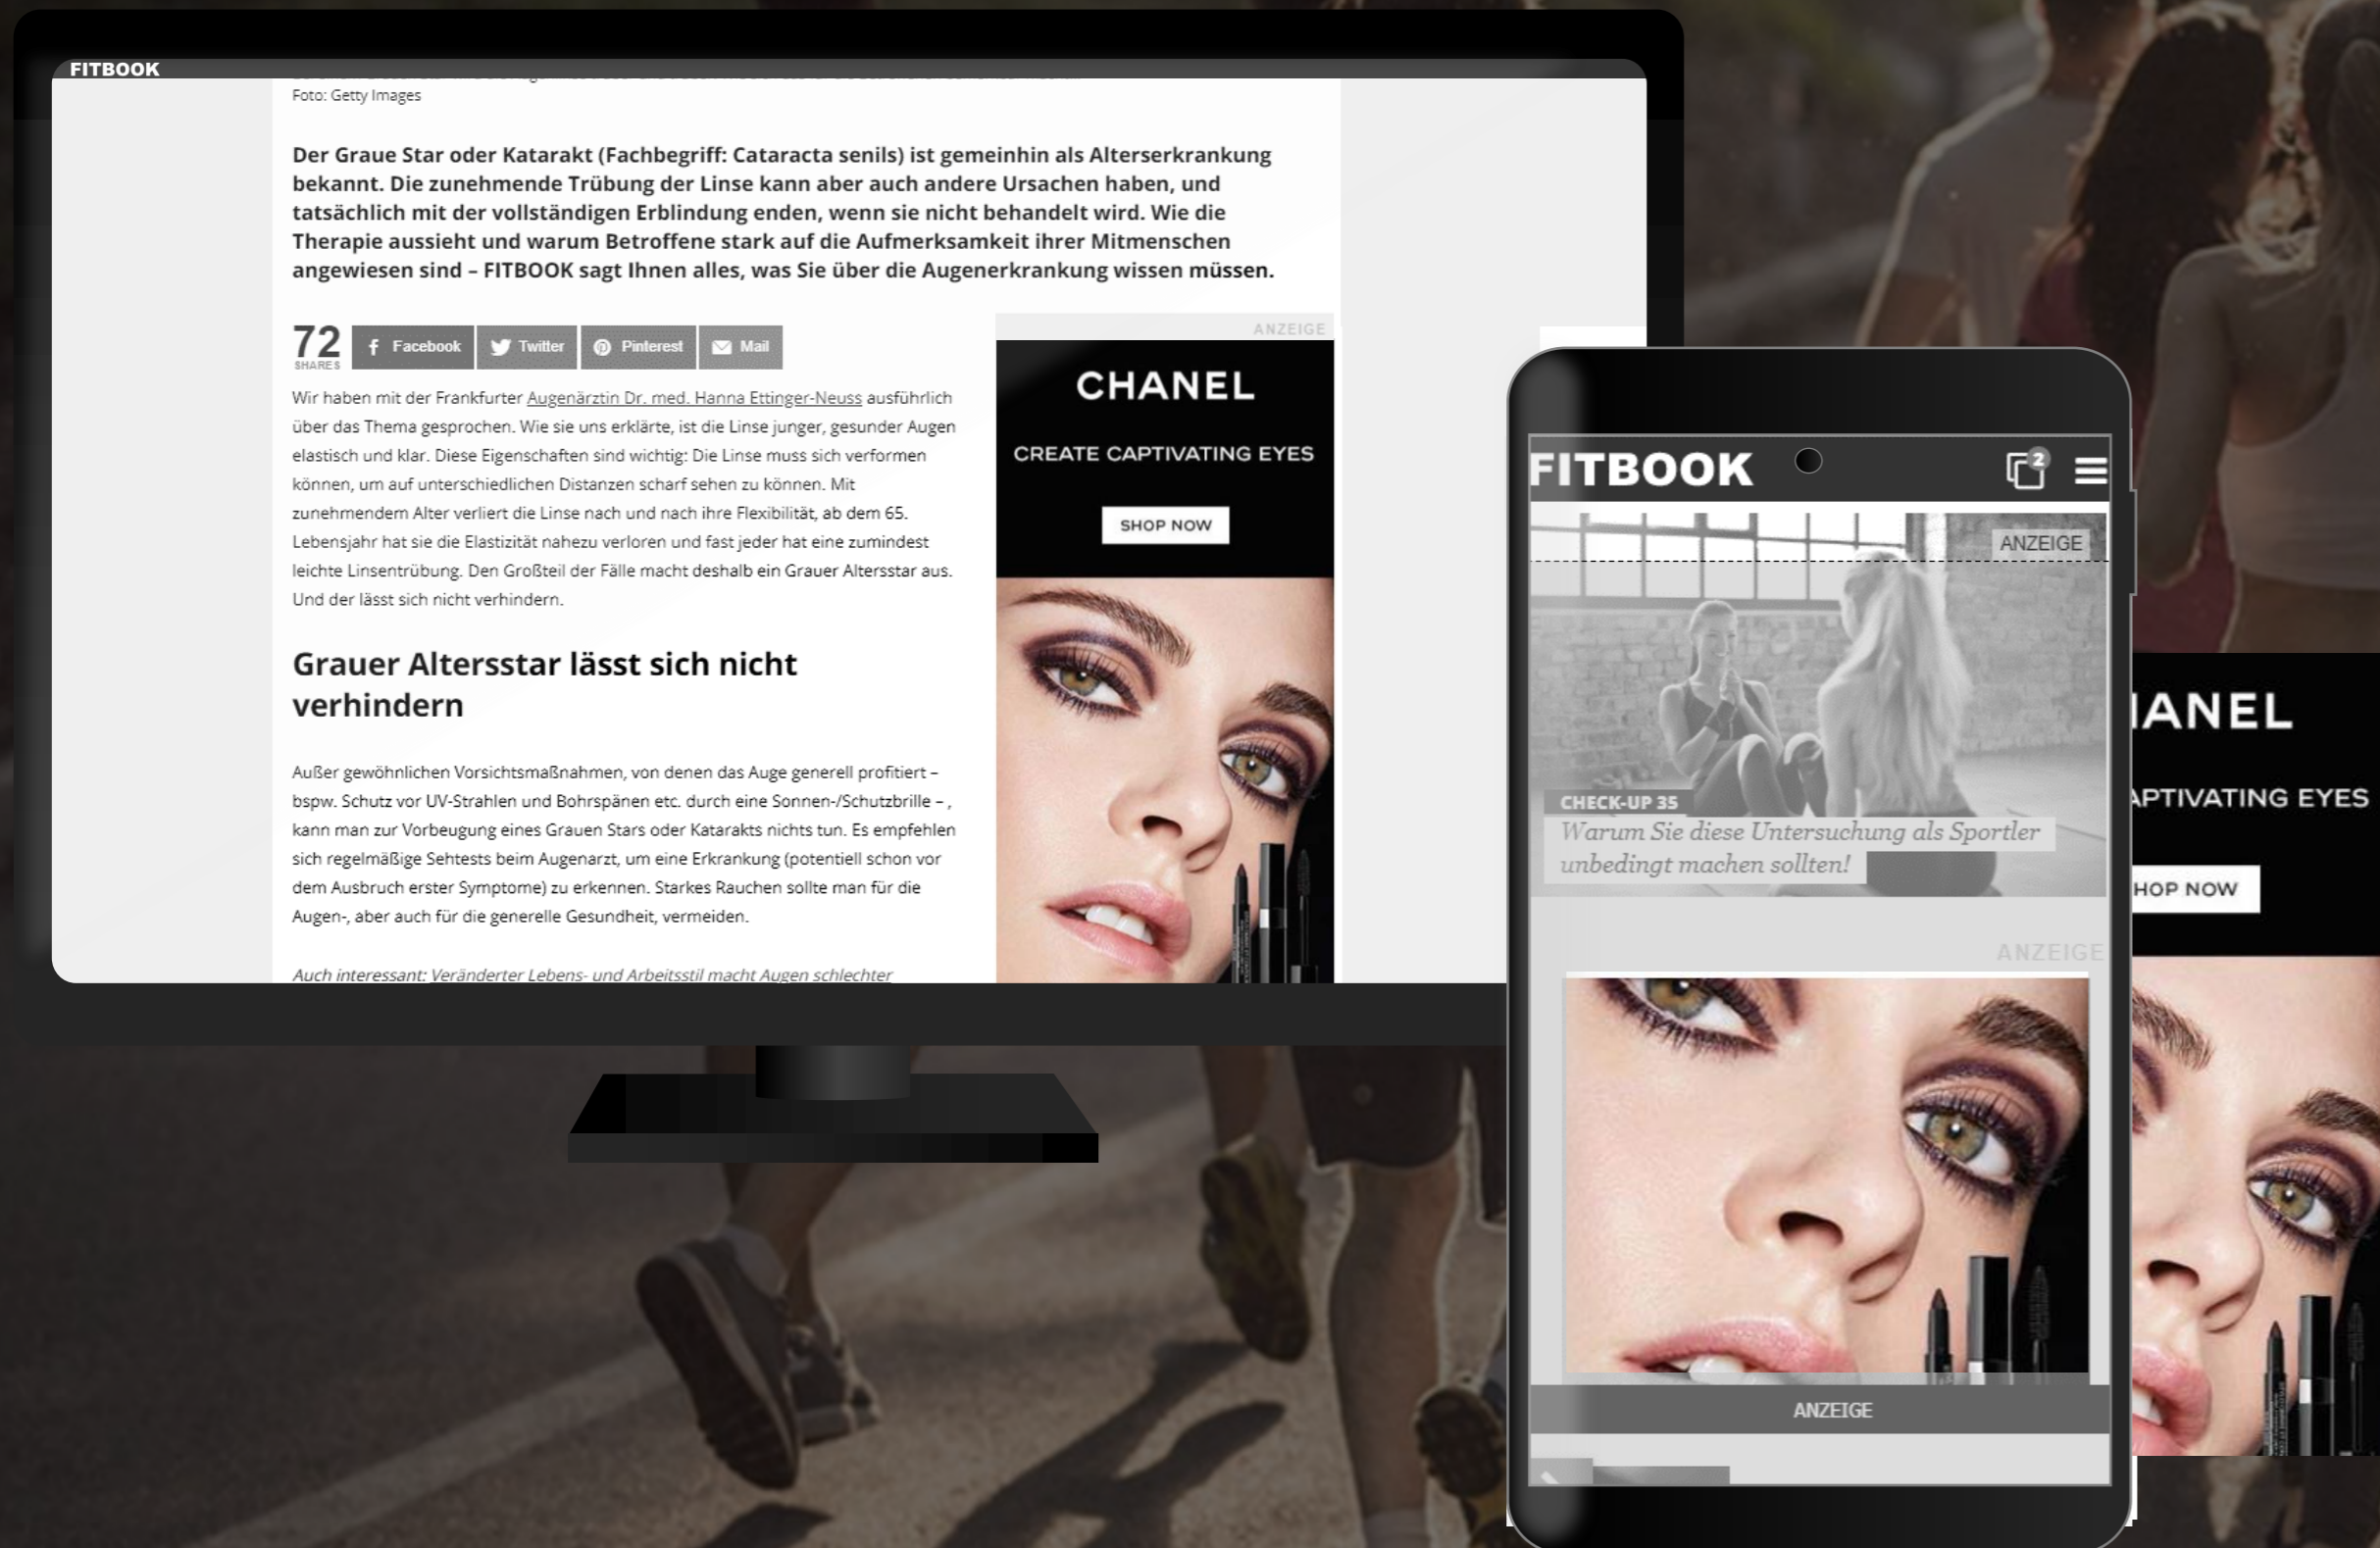 FITBOOK
Foto: Getty Images
Der Graue Star oder Katarakt (Fachbegriff: Cataracta senils) ist gemeinhin als Alterserkrankung
bekannt. Die zunehmende Trübung der Linse kann aber auch andere Ursachen haben, und
tatsächlich mit der vollständigen Erblindung enden, wenn sie nicht behandelt wird. Wie die
Therapie aussieht und warum Betroffene stark auf die Aufmerksamkeit ihrer Mitmenschen
angewiesen sind – FITBOOK sagt Ihnen alles, was Sie über die Augenerkrankung wissen müssen.
72
SHARES
Facebook
Twitter
Pinterest
Mail
Wir haben mit der Frankfurter Augenärztin Dr. med. Hanna Ettinger-Neuss ausführlich
über das Thema gesprochen. Wie sie uns erklärte, ist die Linse junger, gesunder Augen
elastisch und klar. Diese Eigenschaften sind wichtig: Die Linse muss sich verformen
können, um auf unterschiedlichen Distanzen scharf sehen zu können. Mit
zunehmendem Alter verliert die Linse nach und nach ihre Flexibilität, ab dem 65.
Lebensjahr hat sie die Elastizität nahezu verloren und fast jeder hat eine zumindest
leichte Linsentrübung. Den Großteil der Fälle macht deshalb ein Grauer Altersstar aus.
Und der lässt sich nicht verhindern.
Grauer Altersstar lässt sich nicht
verhindern
Außer gewöhnlichen Vorsichtsmaßnahmen, von denen das Auge generell profitiert –
bspw. Schutz vor UV-Strahlen und Bohrspänen etc. durch eine Sonnen-/Schutzbrille – ,
kann man zur Vorbeugung eines Grauen Stars oder Katarakts nichts tun. Es empfehlen
sich regelmäßige Sehtests beim Augenarzt, um eine Erkrankung (potentiell schon vor
dem Ausbruch erster Symptome) zu erkennen. Starkes Rauchen sollte man für die
Augen-, aber auch für die generelle Gesundheit, vermeiden.
Auch interessant: Veränderter Lebens- und Arbeitsstil macht Augen schlechter
ANZEIGE
CHANEL
CREATE CAPTIVATING EYES
SHOP NOW
FITBOOK
2
ANZEIGE
CHECK-UP 35
Warum Sie diese Untersuchung als Sportler
unbedingt machen sollten!
ANZEIGE
ANZEIGE
ANEL
APTIVATING EYES
HOP NOW